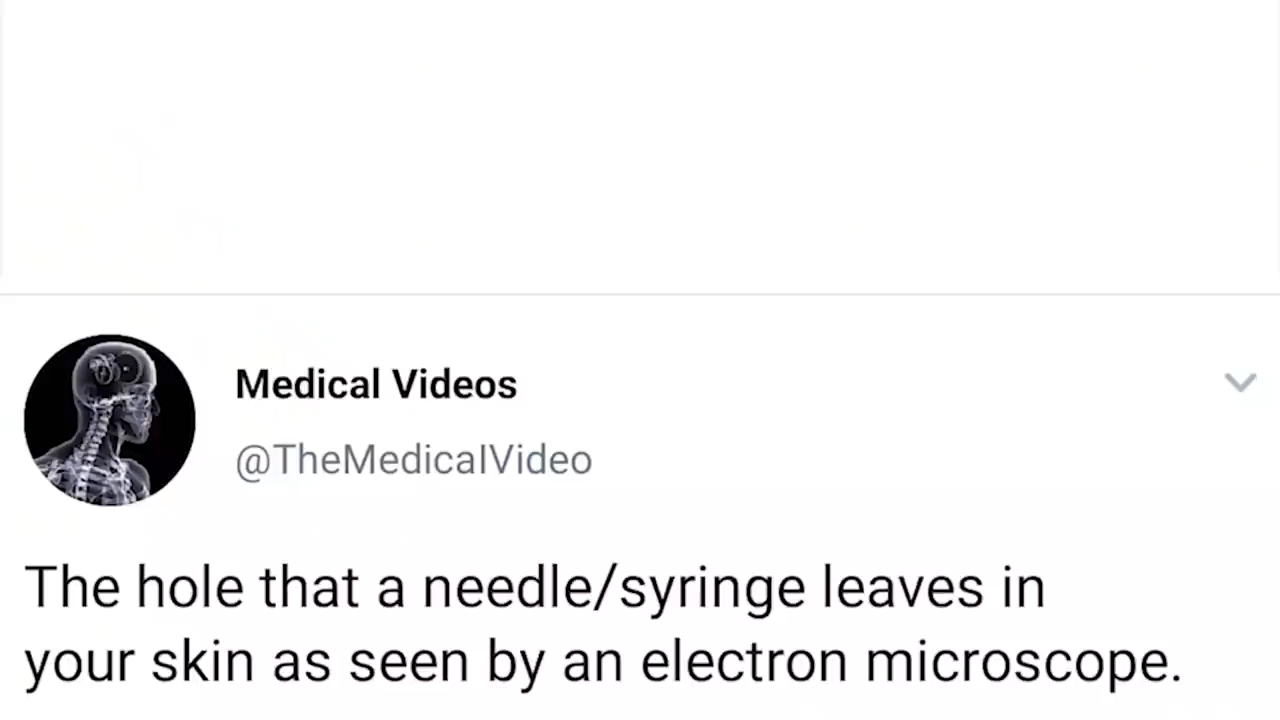 Medical Videos
@TheMedicalVideo
The hole that a needle/syringe leaves in
your skin as seen by an electron microscope.